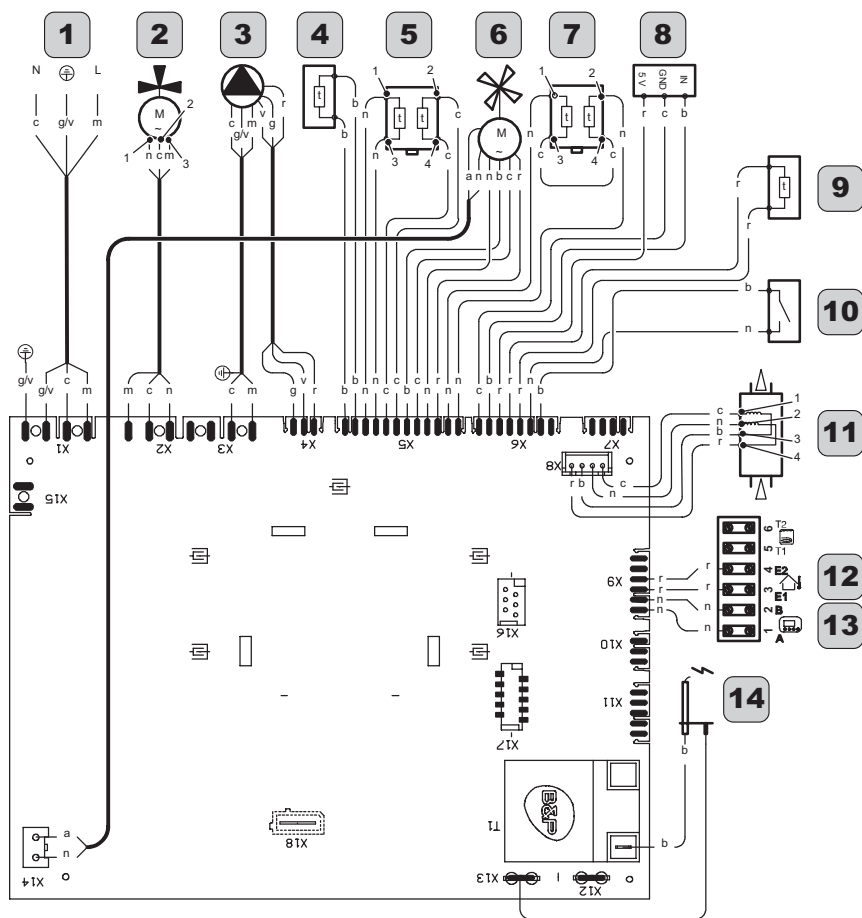 1 2 3 4 5 6 7 8
N L
c g/v m
M ~
2
1 n c m 3
c g/v m v g r
t
b b
1 2
n t t c
n 3 4 c
M ~
a n n b c r
1 2
n t t n
c 3 4 c
5 V GND IN
r c b
r t r
9
b n
10
g/v g/v c m
m c n
c m
g v r
b b n n c c b c n r n n
c b r r r n n b
X1 X2 X3 X4 X5 X6 X7
X8
r b n c
c 1
n 2
b 3
r 4
11
X15
X9
r r
r r
n n
n n
6 T2
5 T1
4 E2
3 E1
2 B
1 A
12
13
X16
X10
X11
X17
14
b
T1
B&P
b
X18
a
n
X14
X13
X12